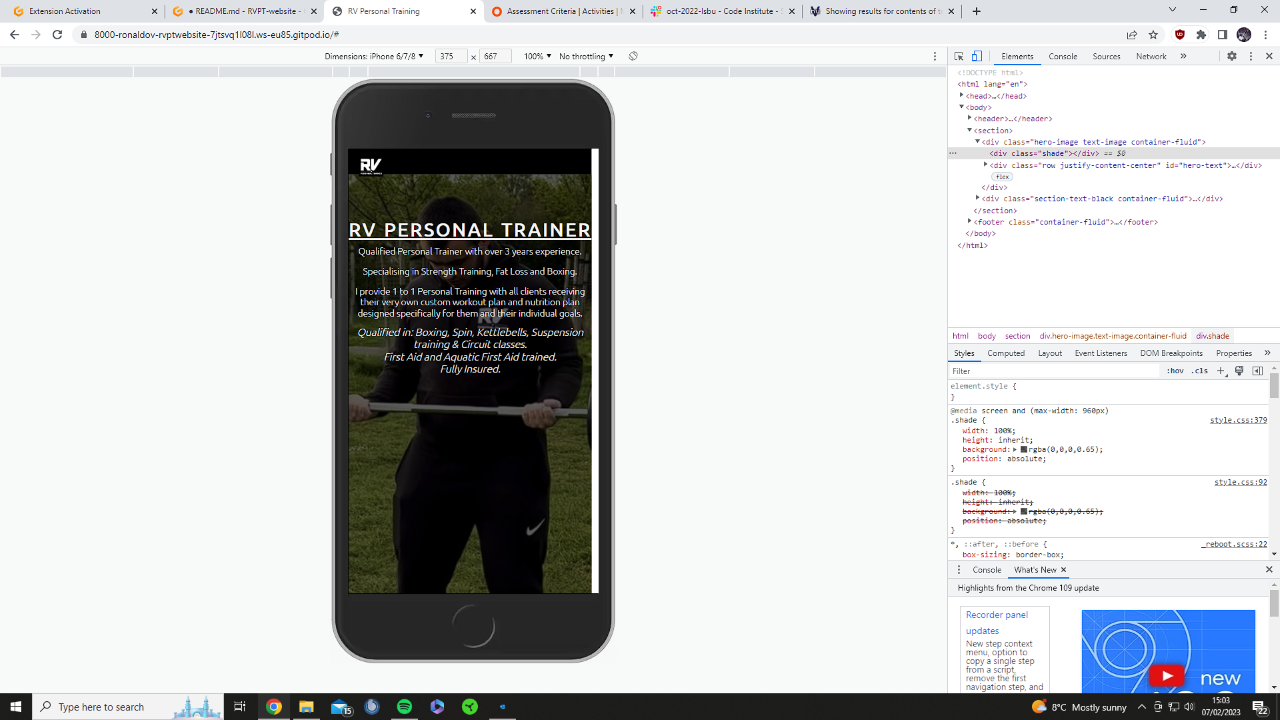 Extension Activation
● README.md - RVPT-website -
RV Personal Training
Assessment Criteria | Activities |
oct-2022-lsbu - Code Institute - S
Showing results for contents of
8000-ronaldov-rvptwebsite-7jtsvq1l08l.ws-eu85.gitpod.io/#
Dimensions: iPhone 6/7/8 ▾ 375 x 667 100% ▾ No throttling ▾
Elements Console Sources Network »
<!DOCTYPE html>
<html lang="en">
<head>…</head>
<body>
<header>…</header>
<section>
<div class="hero-image text-image container-fluid">
<div class="shade"></div> == $0
<div class="row justify-content-center" id="hero-text">…</div>
flex
</div>
<div class="section-text-black container-fluid">…</div>
</section>
<footer class="container-fluid">…</footer>
</body>
</html>
RV
RV PERSONAL TRAINER
Qualified Personal Trainer with over 3 years experience.
Specialising in Strength Training, Fat Loss and Boxing.
I provide 1 to 1 Personal Training with all clients receiving
their very own custom workout plan and nutrition plan
designed specifically for them and their individual goals.
Qualified in: Boxing, Spin, Kettlebells, Suspension
training & Circuit classes.
First Aid and Aquatic First Aid trained.
Fully Insured.
RV
html body section div.hero-image.text-image.container-fluid div.shade
Styles Computed Layout Event Listeners DOM Breakpoints Properties »
Filter :hov .cls
element.style {
}
@media screen and (max-width: 960px)
.shade { style.css:379
width: 100%;
height: inherit;
background: rgba(0,0,0,0.65);
position: absolute;
}
.shade { style.css:92
width: 100%;
height: inherit;
background: rgba(0,0,0,0.65);
position: absolute;
}
*, ::after, ::before { _reboot.scss:22
box-sizing: border-box;
Console What's New
Highlights from the Chrome 109 update
Recorder panel
updates
New step context
menu, option to
copy a single step
from a script,
remove the first
navigation step, and
new
Type here to search
15
8°C Mostly sunny
15:03
07/02/2023
22